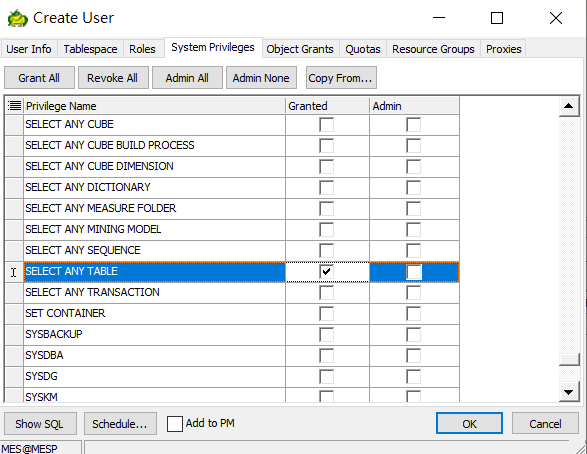 Create User
User Info Tablespace Roles System Privileges Object Grants Quotas Resource Groups Proxies
Grant All Revoke All Admin All Admin None Copy From...
Privilege Name Granted Admin
SELECT ANY CUBE
SELECT ANY CUBE BUILD PROCESS
SELECT ANY CUBE DIMENSION
SELECT ANY DICTIONARY
SELECT ANY MEASURE FOLDER
SELECT ANY MINING MODEL
SELECT ANY SEQUENCE
SELECT ANY TABLE
SELECT ANY TRANSACTION
SET CONTAINER
SYSBACKUP
SYSDBA
SYSDG
SYSKM
Show SQL Schedule... Add to PM OK Cancel
MES@MESP